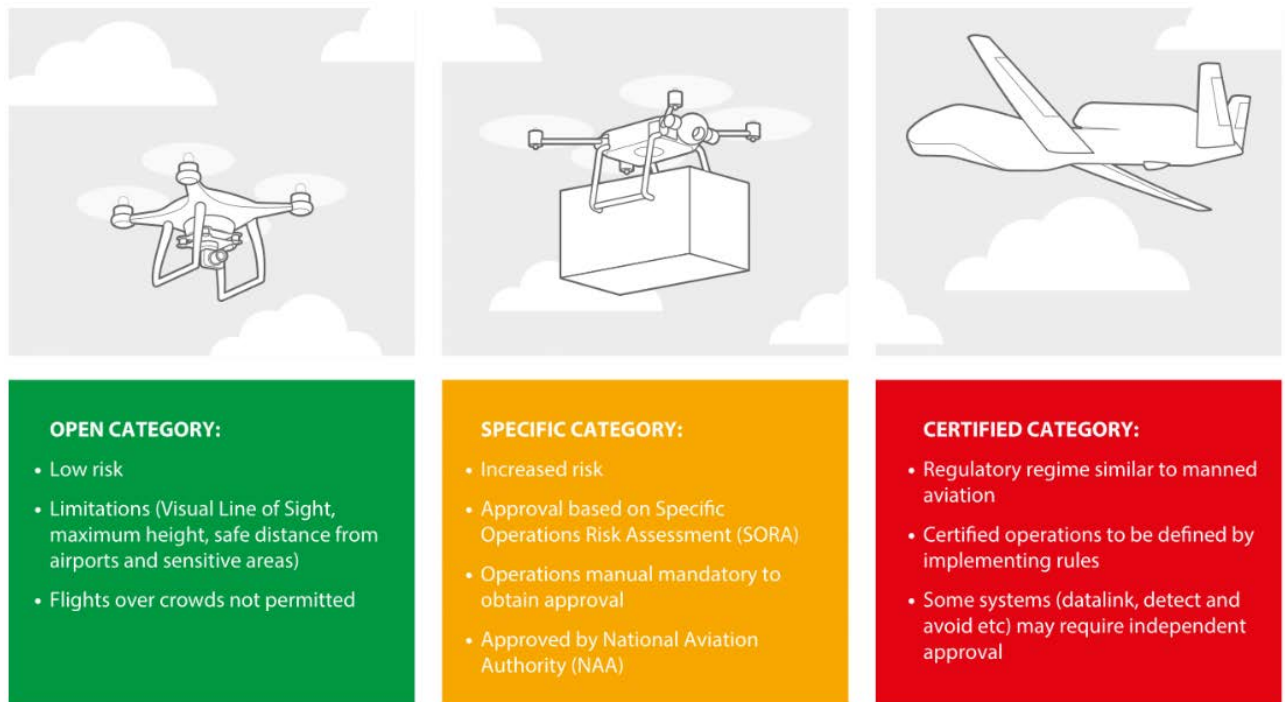 OPEN CATEGORY:
• Low risk
• Limitations (Visual Line of Sight,
maximum height, safe distance from
airports and sensitive areas)
• Flights over crowds not permitted
SPECIFIC CATEGORY:
• Increased risk
• Approval based on Specific
Operations Risk Assessment (SORA)
• Operations manual mandatory to
obtain approval
• Approved by National Aviation
Authority (NAA)
CERTIFIED CATEGORY:
• Regulatory regime similar to manned
aviation
• Certified operations to be defined by
implementing rules
• Some systems (datalink, detect and
avoid etc) may require independent
approval